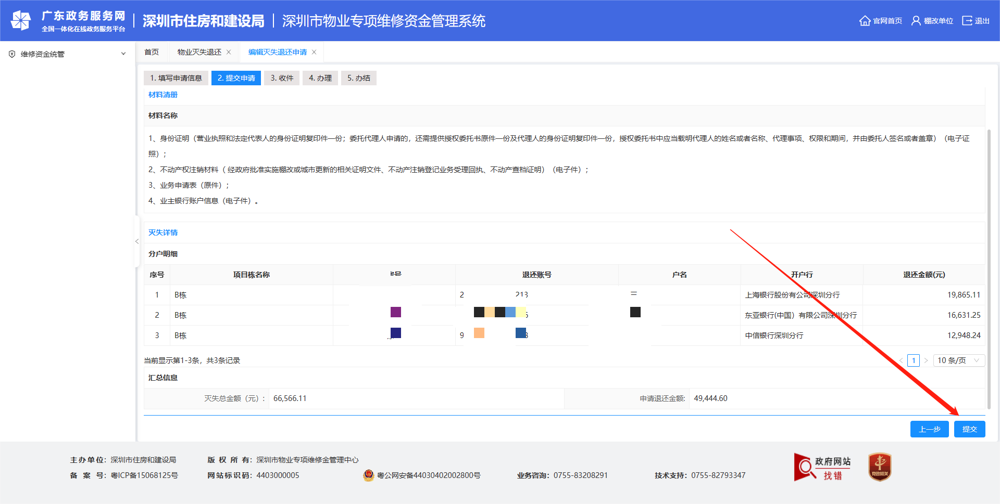 广东政务服务网
全国一体化在线政务服务平台
深圳市住房和建设局
深圳市物业专项维修资金管理系统
官网首页
棚改单位
退出
维修资金统管
首页
物业灭失退还
编辑灭失退还申请
1. 填写申请信息
2. 提交申请
3. 收件
4. 办理
5. 办结
材料清册
材料名称
1、身份证明（营业执照和法定代表人的身份证明复印件一份；委托代理人申请的，还需提供授权委托书原件一份及代理人的身份证明复印件一份，授权委托书中应当载明代理人的姓名或者名称、代理事项、权限和期间，并由委托人签名或者盖章）（电子证
照）；
2、不动产权注销材料（ 经政府批准实施棚改或城市更新的相关证明文件、不动产注销登记业务受理回执、不动产查档证明）（电子件）；
3、业务申请表（原件）；
4、业主银行账户信息（电子件）。
灭失详情
分户明细
序号 项目栋名称 退还账号 户名 开户行 退还金额(元)
1 B栋 2 213 上海银行股份有公司深圳分行 19,865.11
2 B栋 东亚银行(中国）有限公司深圳分行 16,631.25
3 B栋 9 中信银行深圳分行 12,948.24
当前显示第1-3条，共3条记录
1
10 条/页
汇总信息
灭失总金额（元）: 66,566.11
申请退还金额: 49,444.60
上一步
提交
主办单位：深圳市住房和建设局
版 权 所 有：深圳市物业专项维修金管理中心
备 案 号：粤ICP备15068125号
网站标识码：4403000005
粤公网安备44030402002800号
业务咨询：0755-83208291
技术支持：0755-82793347
政府网站
找错
党政机关